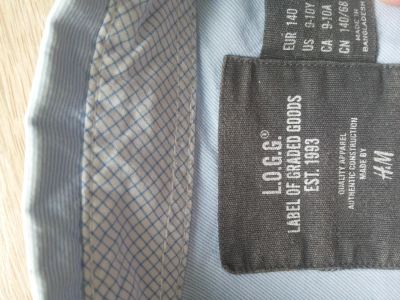 EUR 140
US 9-10Y
CA 9-10A
CN 140/68
MADE IN
BANGLADESH
L.O.G.G.®
LABEL OF GRADED GOODS
EST. 1993
QUALITY APPAREL
AUTHENTIC CONSTRUCTION
MADE BY
H&M